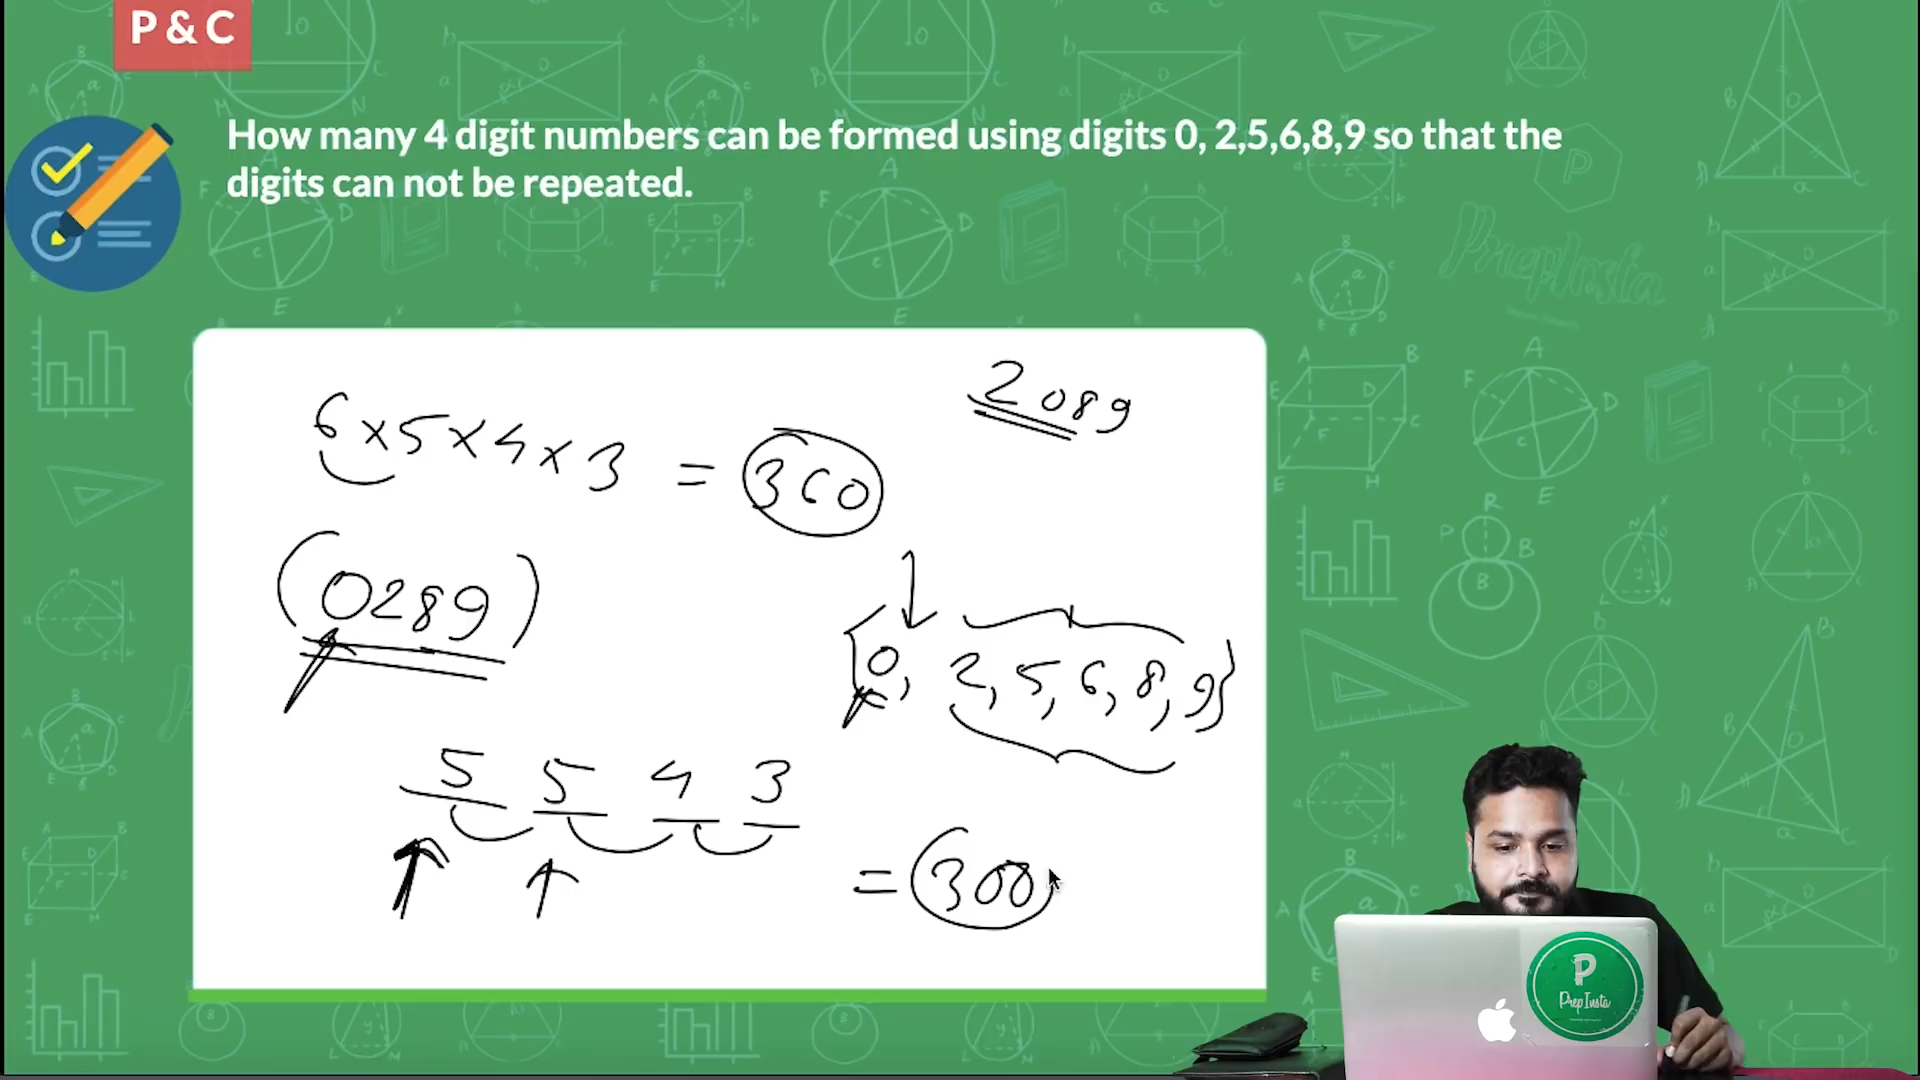 P & C
How many 4 digit numbers can be formed using digits 0, 2,5,6,8,9 so that the
digits can not be repeated.
PrepInsta
2089
6×5×4×3 = 360
(0289)
{0, 2, 5, 6, 8, 9}
5 5 4 3
= 300
P
PrepInsta